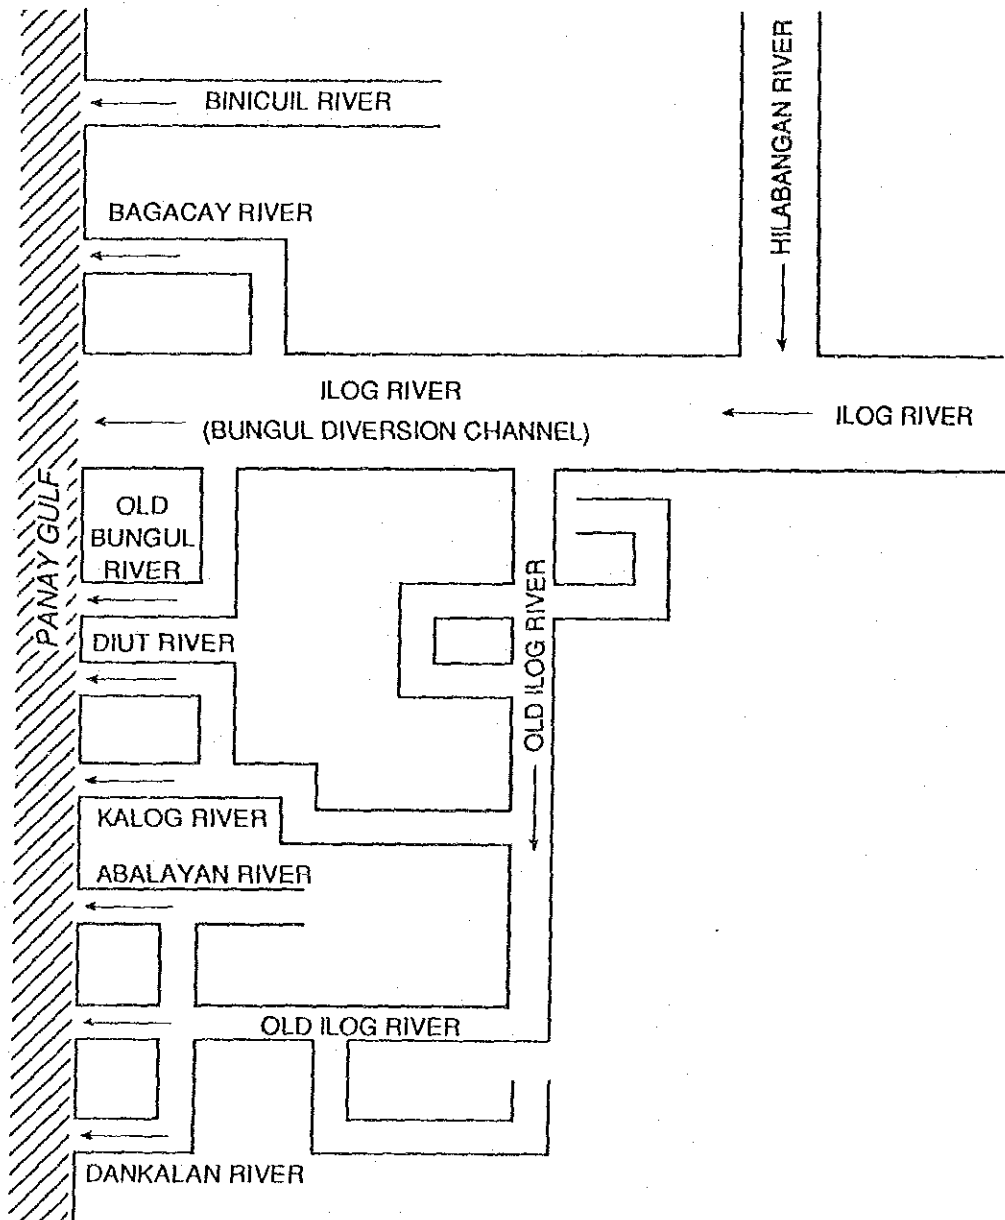 BINICUIL RIVER
HILABANGAN RIVER
BAGACAY RIVER
ILOG RIVER
(BUNGUL DIVERSION CHANNEL)
ILOG RIVER
PANAY GULF
OLD
BUNGUL
RIVER
DIUT RIVER
OLD ILOG RIVER
KALOG RIVER
ABALAYAN RIVER
OLD ILOG RIVER
DANKALAN RIVER